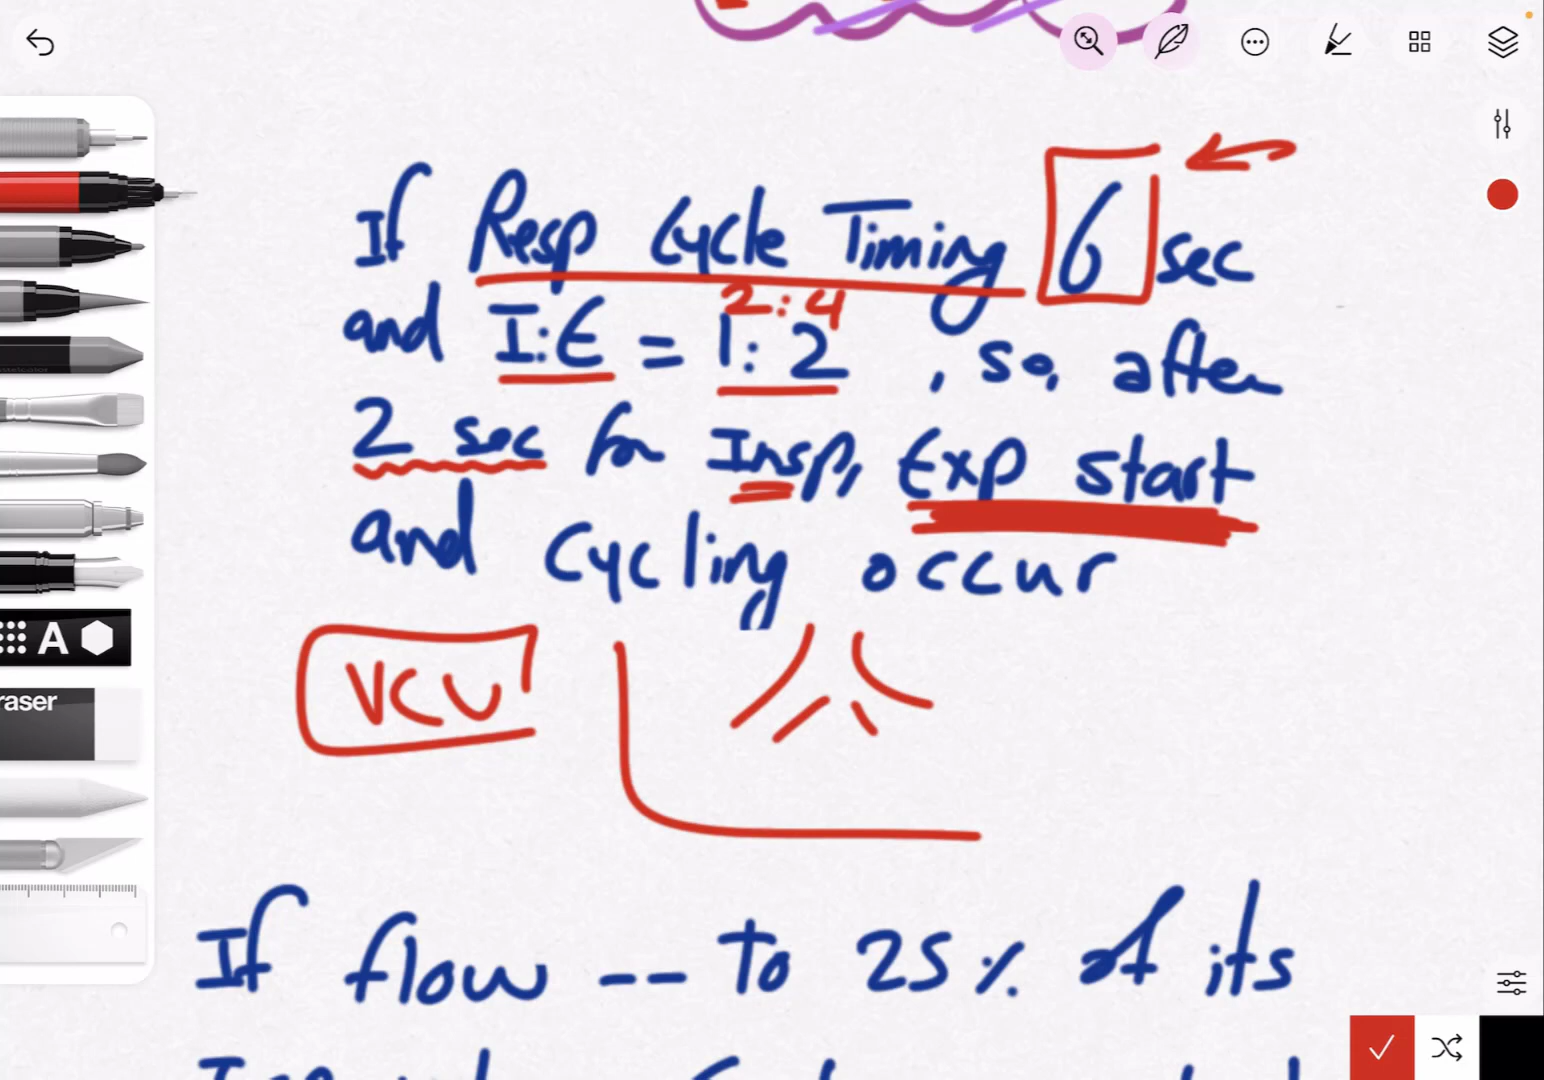 If Resp Cycle Timing 6 sec
2:4
and I:E = 1:2 , so, after
2 sec for Insp, Exp start
and cycling occur
A
VCV
raser
If flow -- to 25% of its